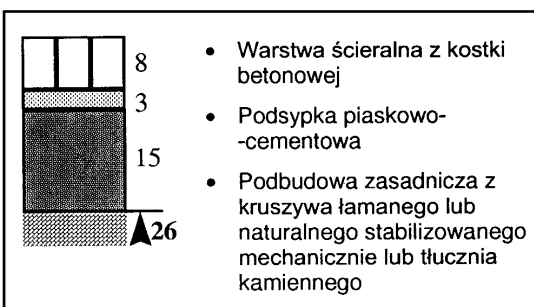 8
3
15
26
• Warstwa ścieralna z kostki
betonowej
• Podsypka piaskowo-
-cementowa
• Podbudowa zasadnicza z
kruszywa łamanego lub
naturalnego stabilizowanego
mechanicznie lub tłucznia
kamiennego